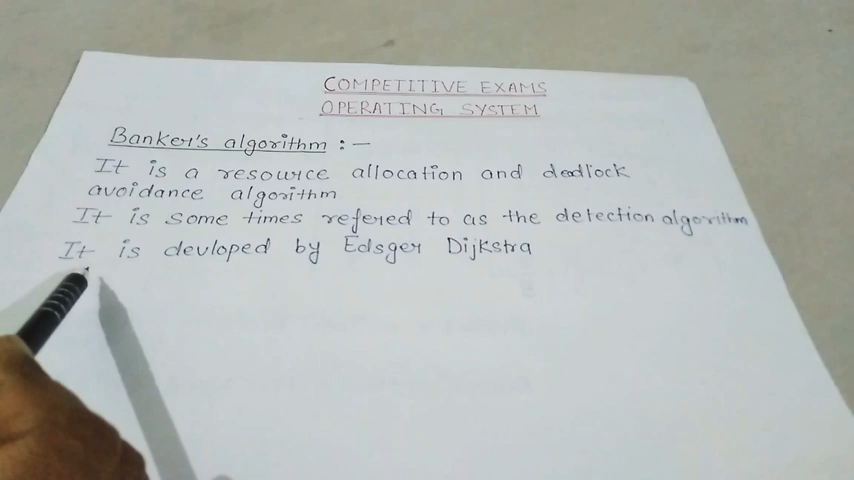 COMPETITIVE EXAMS
OPERATING SYSTEM
Banker's algorithm :-
It is a resource allocation and deadlock
avoidance algorithm
It is some times refered to as the detection algorithm
It is devloped by Edsger Dijkstra